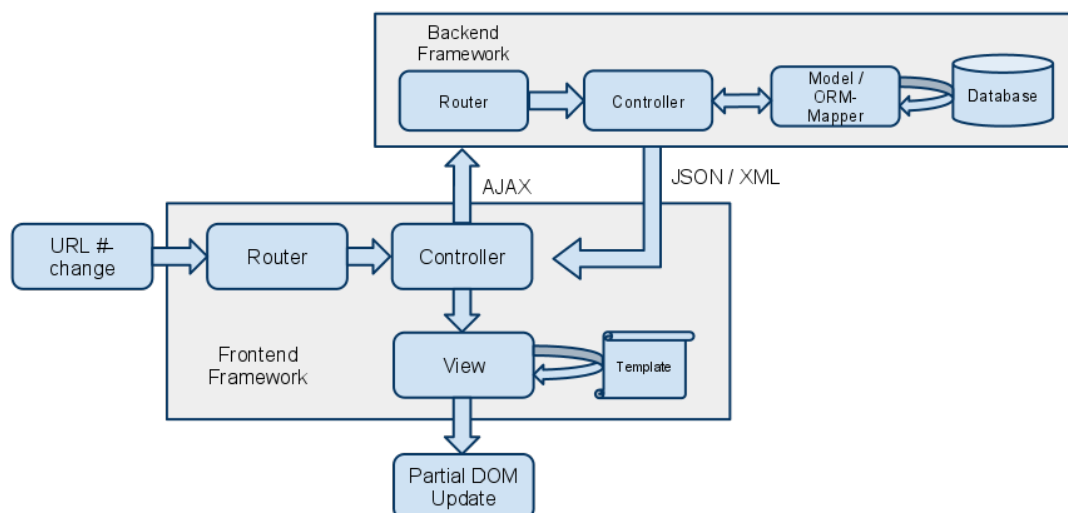 Backend
Framework
Router
Controller
Model /
ORM-
Mapper
Database
AJAX
JSON / XML
URL #-
change
Router
Controller
Frontend
Framework
View
Template
Partial DOM
Update